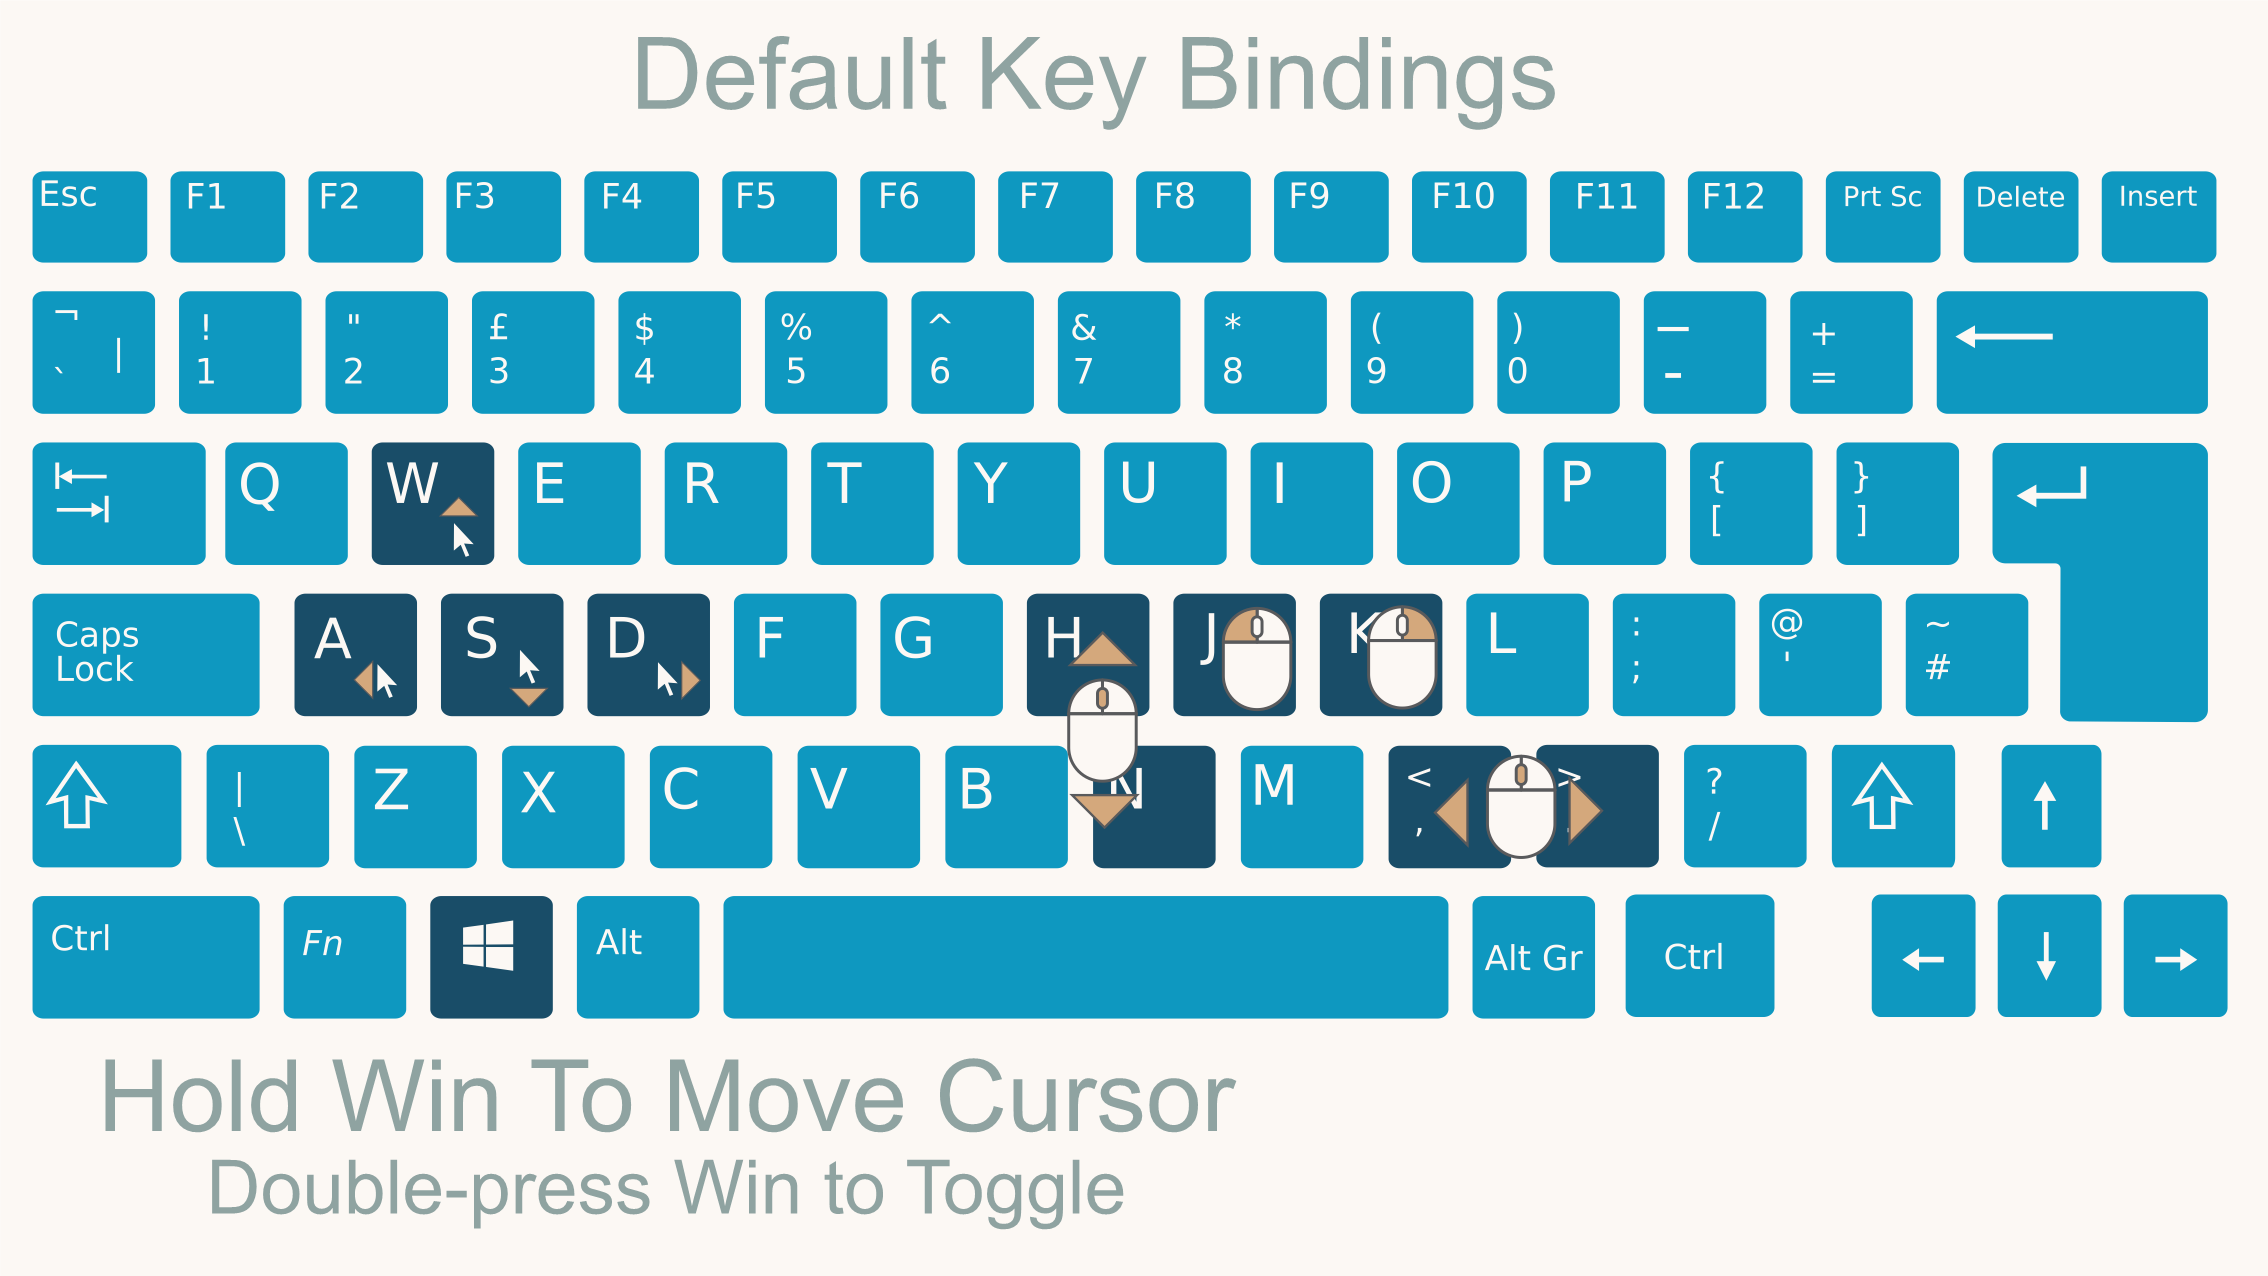 Default Key Bindings
Esc F1 F2 F3 F4 F5 F6 F7 F8 F9 F10 F11 F12 Prt Sc Delete Insert
¬ ! " £ $ % ^ & * ( ) — +
` | 1 2 3 4 5 6 7 8 9 0 - =
Q W E R T Y U I O P { }
[ ]
Caps A S D F G H J K L : @ ~
Lock ; ' #
| Z X C V B N M < > ?
\ , /
Ctrl Fn Alt Alt Gr Ctrl
Hold Win To Move Cursor
Double-press Win to Toggle